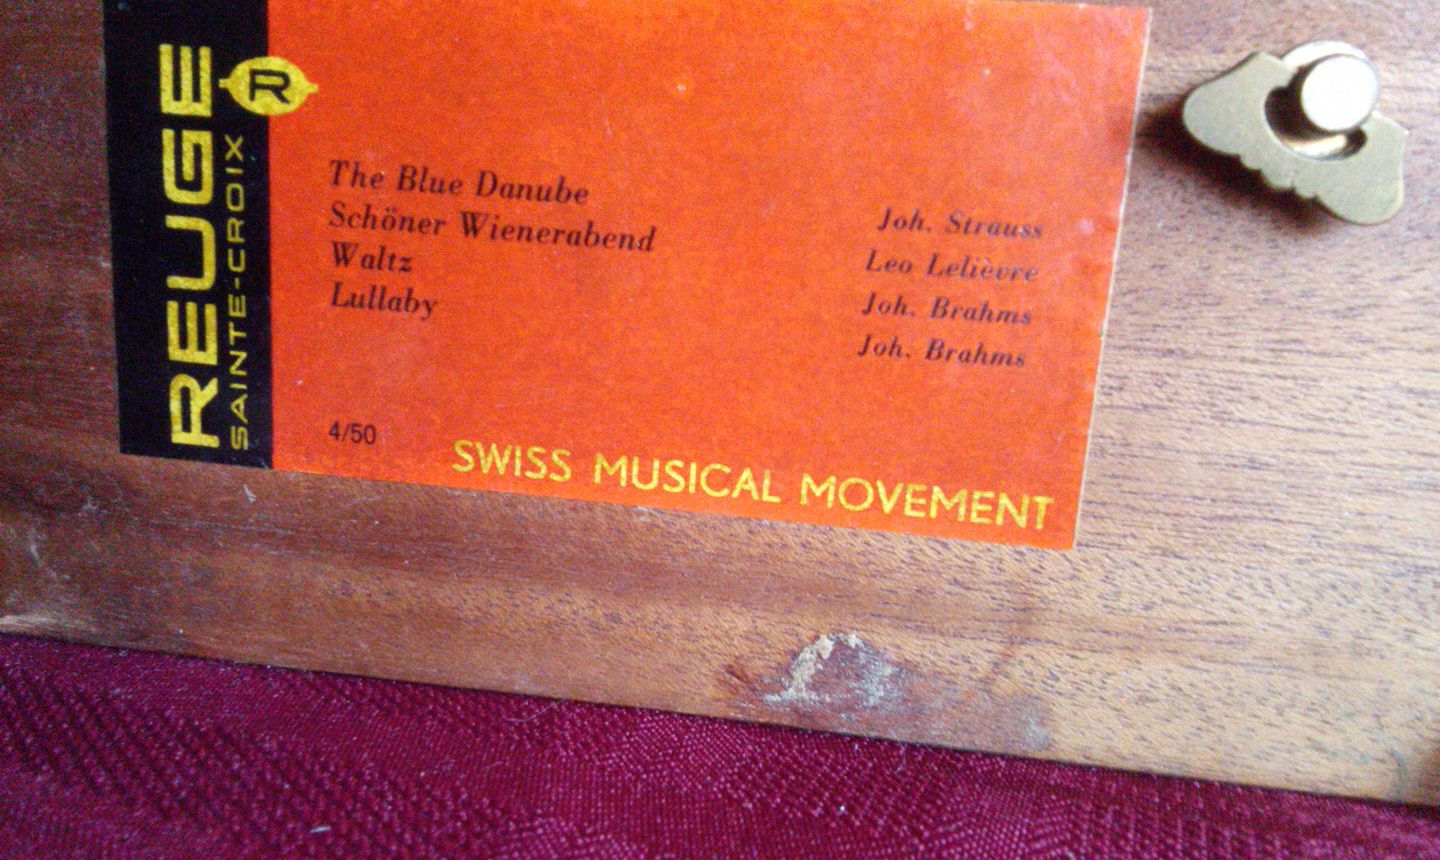 REUGE
SAINTE-CROIX
R
The Blue Danube Joh. Strauss
Schöner Wienerabend Leo Lelièvre
Waltz Joh. Brahms
Lullaby Joh. Brahms
4/50
SWISS MUSICAL MOVEMENT